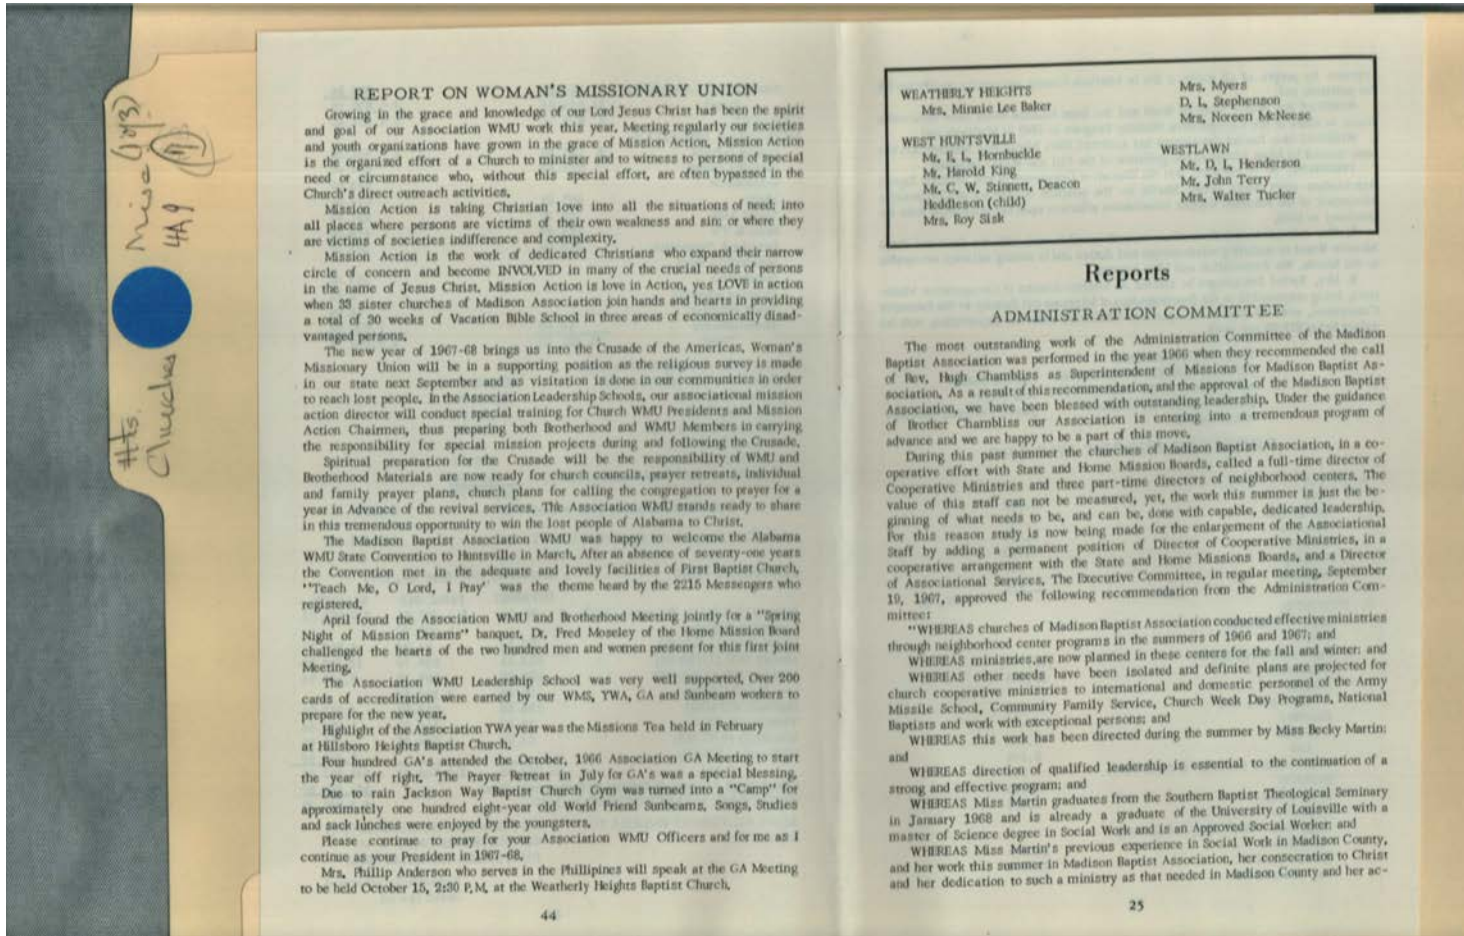 Hts.
Churches
Misc (1 of 3)
4A9
REPORT ON WOMAN'S MISSIONARY UNION
Growing in the grace and knowledge of our Lord Jesus Christ has been the spirit
and goal of our Association WMU work this year. Meeting regularly our societies
and youth organizations have grown in the grace of Mission Action. Mission Action
is the organized effort of a Church to minister and to witness to persons of special
need or circumstance who, without this special effort, are often bypassed in the
Church's direct outreach activities.
Mission Action is taking Christian love into all the situations of need; into
all places where persons are victims of their own weakness and sin; or where they
are victims of societies indifference and complexity.
Mission Action is the work of dedicated Christians who expand their narrow
circle of concern and become INVOLVED in many of the crucial needs of persons
in the name of Jesus Christ. Mission Action is love in Action, yes LOVE in action
when 33 sister churches of Madison Association join hands and hearts in providing
a total of 30 weeks of Vacation Bible School in three areas of economically disad-
vantaged persons.
The new year of 1967-68 brings us into the Crusade of the Americas. Woman's
Missionary Union will be in a supporting position as the religious survey is made
in our state next September and as visitation is done in our communities in order
to reach lost people. In the Association Leadership Schools, our associational mission
action director will conduct special training for Church WMU Presidents and Mission
Action Chairmen, thus preparing both Brotherhood and WMU Members in carrying
the responsibility for special mission projects during and following the Crusade.
Spiritual preparation for the Crusade will be the responsibility of WMU and
Brotherhood Materials are now ready for church councils, prayer retreats, individual
and family prayer plans, church plans for calling the congregation to prayer for a
year in Advance of the revival services. The Association WMU stands ready to share
in this tremendous opportunity to win the lost people of Alabama to Christ.
The Madison Baptist Association WMU was happy to welcome the Alabama
WMU State Convention to Huntsville in March. After an absence of seventy-one years
the Convention met in the adequate and lovely facilities of First Baptist Church.
"Teach Me, O Lord, I Pray' was the theme heard by the 2215 Messengers who
registered.
April found the Association WMU and Brotherhood Meeting jointly for a "Spring
Night of Mission Dreams" banquet. Dr. Fred Moseley of the Home Mission Board
challenged the hearts of the two hundred men and women present for this first joint
Meeting.
The Association WMU Leadership School was very well supported. Over 200
cards of accreditation were earned by our WMS, YWA, GA and Sunbeam workers to
prepare for the new year.
Highlight of the Association YWA year was the Missions Tea held in February
at Hillsboro Heights Baptist Church.
Four hundred GA's attended the October, 1966 Association GA Meeting to start
the year off right. The Prayer Retreat in July for GA's was a special blessing.
Due to rain Jackson Way Baptist Church Gym was turned into a "Camp" for
approximately one hundred eight-year old World Friend Sunbeams. Songs, Studies
and sack lunches were enjoyed by the youngsters.
Please continue to pray for your Association WMU Officers and for me as I
continue as your President in 1967-68.
Mrs. Phillip Anderson who serves in the Phillipines will speak at the GA Meeting
to be held October 15, 2:30 P.M. at the Weatherly Heights Baptist Church.
44
WEATHERLY HEIGHTS
Mrs. Minnie Lee Baker
WEST HUNTSVILLE
Mr. E. L. Hornbuckle
Mr. Harold King
Mr. C. W. Stinnett, Deacon
Heddleson (child)
Mrs. Roy Sisk
Mrs. Myers
D. L. Stephenson
Mrs. Noreen McNeese
WESTLAWN
Mr. D. L. Henderson
Mr. John Terry
Mrs. Walter Tucker
Reports
ADMINISTRATION COMMITTEE
The most outstanding work of the Administration Committee of the Madison
Baptist Association was performed in the year 1966 when they recommended the call
of Rev. Hugh Chambliss as Superintendent of Missions for Madison Baptist As-
sociation. As a result of this recommendation, and the approval of the Madison Baptist
Association, we have been blessed with outstanding leadership. Under the guidance
of Brother Chambliss our Association is entering into a tremendous program of
advance and we are happy to be a part of this move.
During this past summer the churches of Madison Baptist Association, in a co-
operative effort with State and Home Mission Boards, called a full-time director of
Cooperative Ministries and three part-time directors of neighborhood centers. The
value of this staff can not be measured, yet, the work this summer is just the be-
ginning of what needs to be, and can be, done with capable, dedicated leadership.
For this reason study is now being made for the enlargement of the Associational
Staff by adding a permanent position of Director of Cooperative Ministries, in a
cooperative arrangement with the State and Home Missions Boards, and a Director
of Associational Services. The Executive Committee, in regular meeting, September
19, 1967, approved the following recommendation from the Administration Com-
mittee:
"WHEREAS churches of Madison Baptist Association conducted effective ministries
through neighborhood center programs in the summers of 1966 and 1967; and
WHEREAS ministries,are now planned in these centers for the fall and winter; and
WHEREAS other needs have been isolated and definite plans are projected for
church cooperative ministries to international and domestic personnel of the Army
Missile School, Community Family Service, Church Week Day Programs, National
Baptists and work with exceptional persons; and
WHEREAS this work has been directed during the summer by Miss Becky Martin;
and
WHEREAS direction of qualified leadership is essential to the continuation of a
strong and effective program; and
WHEREAS Miss Martin graduates from the Southern Baptist Theological Seminary
in January 1968 and is already a graduate of the University of Louisville with a
master of Science degree in Social Work and is an Approved Social Worker; and
WHEREAS Miss Martin's previous experience in Social Work in Madison County,
and her work this summer in Madison Baptist Association, her consecration to Christ
and her dedication to such a ministry as that needed in Madison County and her ac-
25